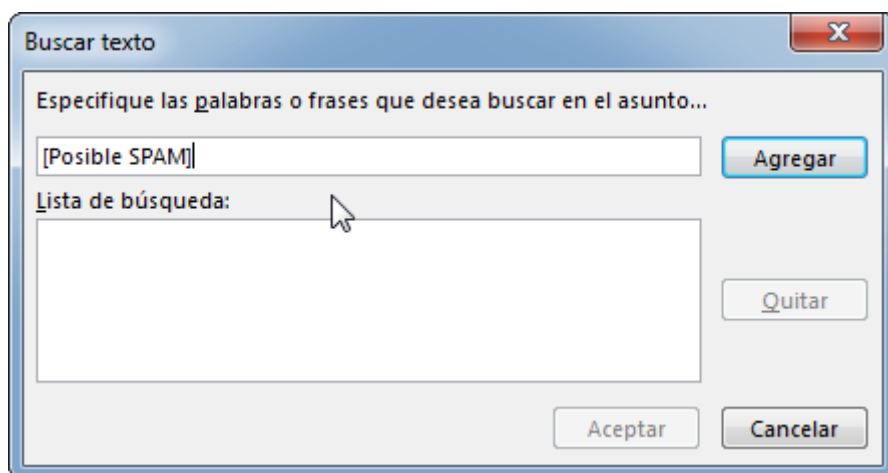 Buscar texto
Especifique las palabras o frases que desea buscar en el asunto...
[Posible SPAM]
Agregar
Lista de búsqueda:
Quitar
Aceptar
Cancelar